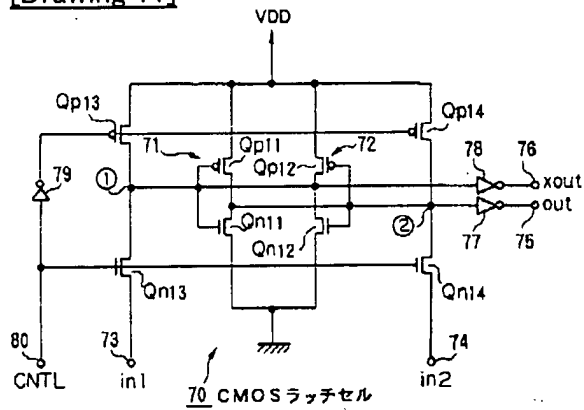 [Drawing 11]
VDD
Qp13
Qp14
71
Qp11
Qp12
72
78
76
xout
79
①
②
out
77
75
Qn11
Qn12
Qn13
Qn14
80
73
74
CNTL
in1
in2
70 CMOSラッチセル